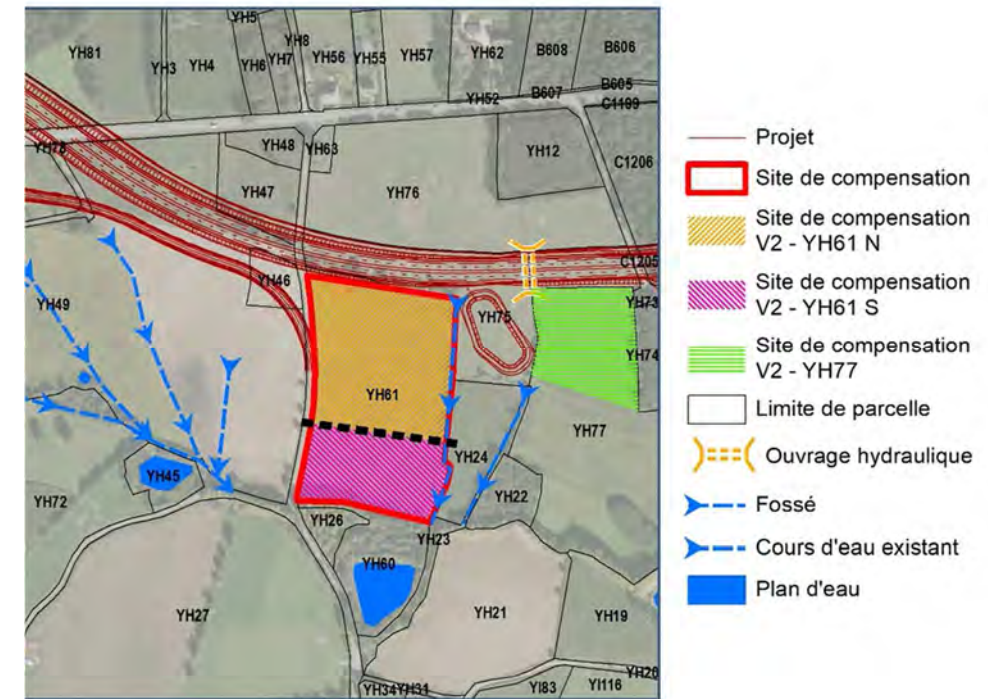 YH5
YH81
YH3
YH4
YH6
YH7
YH8
YH56
YH55
YH57
YH62
B608
B606
YH52
B607
B605
C1199
YH78
YH48
YH63
YH12
C1206
YH47
YH76
C1205
YH46
YH49
YH75
YH73
YH74
YH61
YH77
YH24
YH45
YH72
YH22
YH26
YH23
YH60
YH27
YH21
YH19
YH20
YH34
YH31
YI83
YI116
Projet
Site de compensation
Site de compensation
V2 - YH61 N
Site de compensation
V2 - YH61 S
Site de compensation
V2 - YH77
Limite de parcelle
Ouvrage hydraulique
Fossé
Cours d'eau existant
Plan d'eau